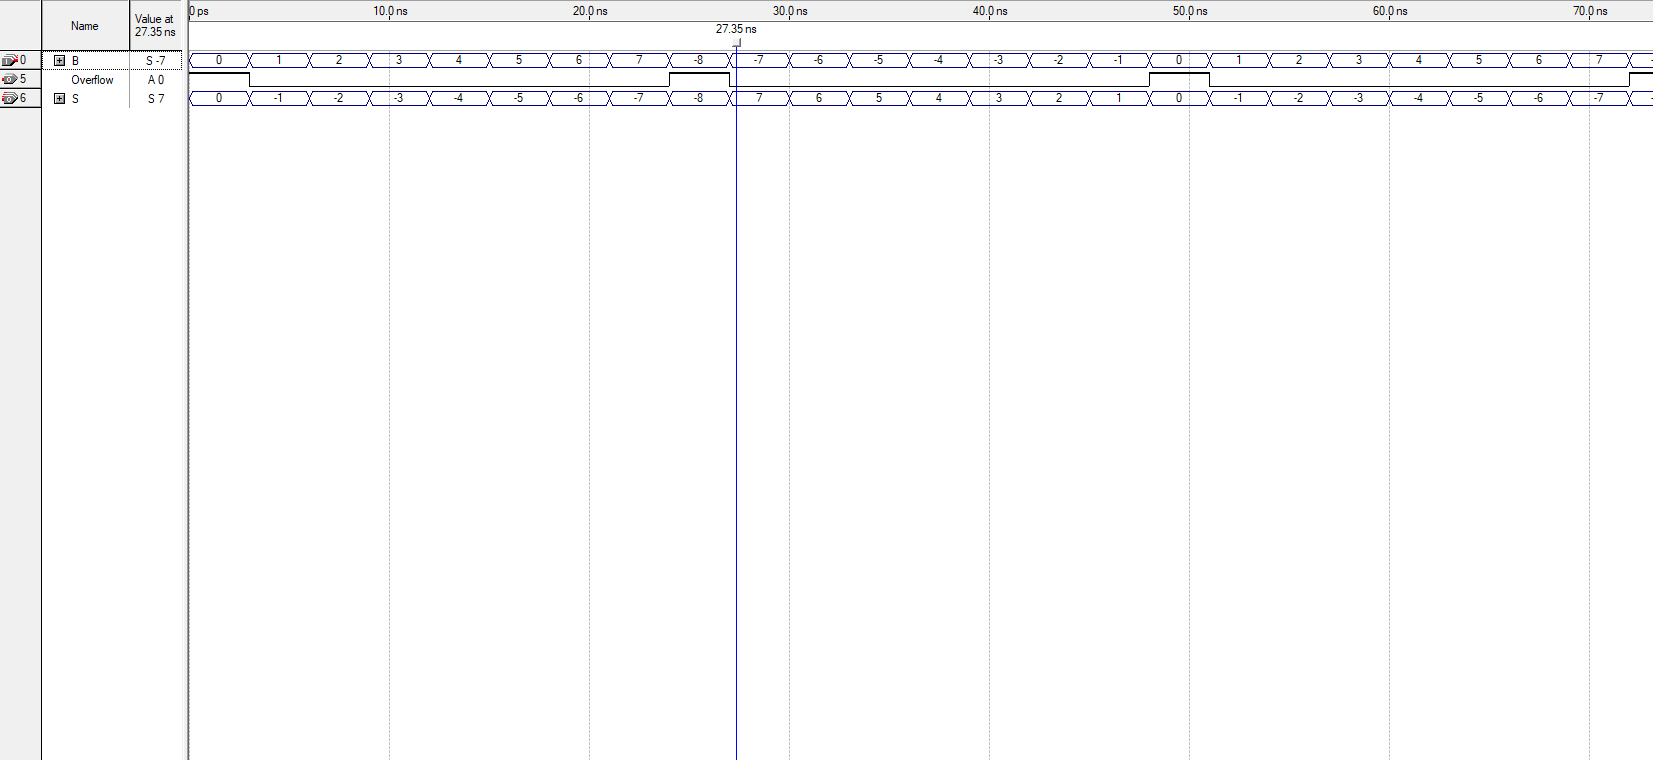 Name
Value at
27.35 ns
0 ps
10.0 ns
20.0 ns
30.0 ns
40.0 ns
50.0 ns
60.0 ns
70.0 ns
27.35 ns
0 B S -7 0 1 2 3 4 5 6 7 -8 -7 -6 -5 -4 -3 -2 -1 0 1 2 3 4 5 6 7 -
5 Overflow A 0
6 S S 7 0 -1 -2 -3 -4 -5 -6 -7 -8 7 6 5 4 3 2 1 0 -1 -2 -3 -4 -5 -6 -7 -